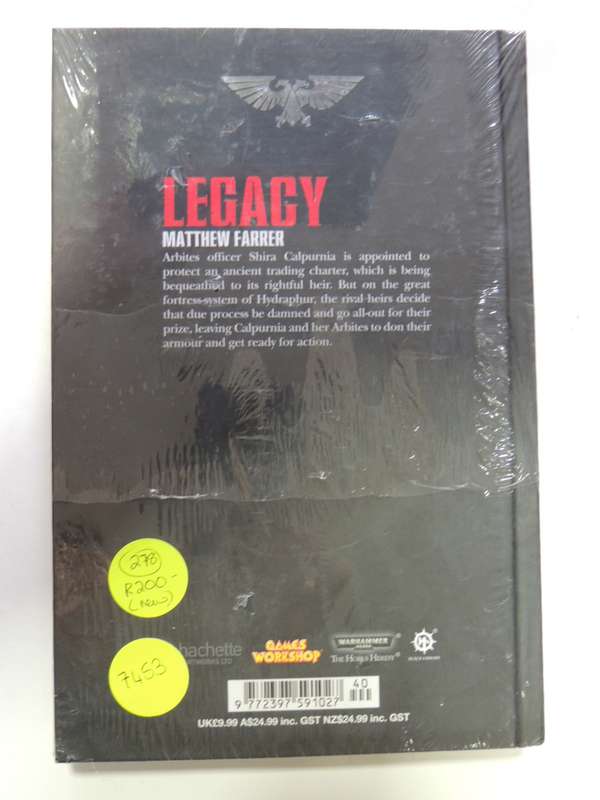 LEGACY
MATTHEW FARRER
Arbites officer Shira Calpurnia is appointed to
protect an ancient trading charter, which is being
bequeathed to its rightful heir. But on the great
fortress-system of Hydraphur, the rival heirs decide
that due process be damned and go all-out for their
prize, leaving Calpurnia and her Arbites to don their
armour and get ready for action.
278
R200-
(new)
7453
hachette
GAMES
WORKSHOP
WARHAMMER
40,000
THE HORUS HERESY
BLACK LIBRARY
40
9 772397 591027
UK£9.99 A$24.99 inc. GST NZ$24.99 inc. GST